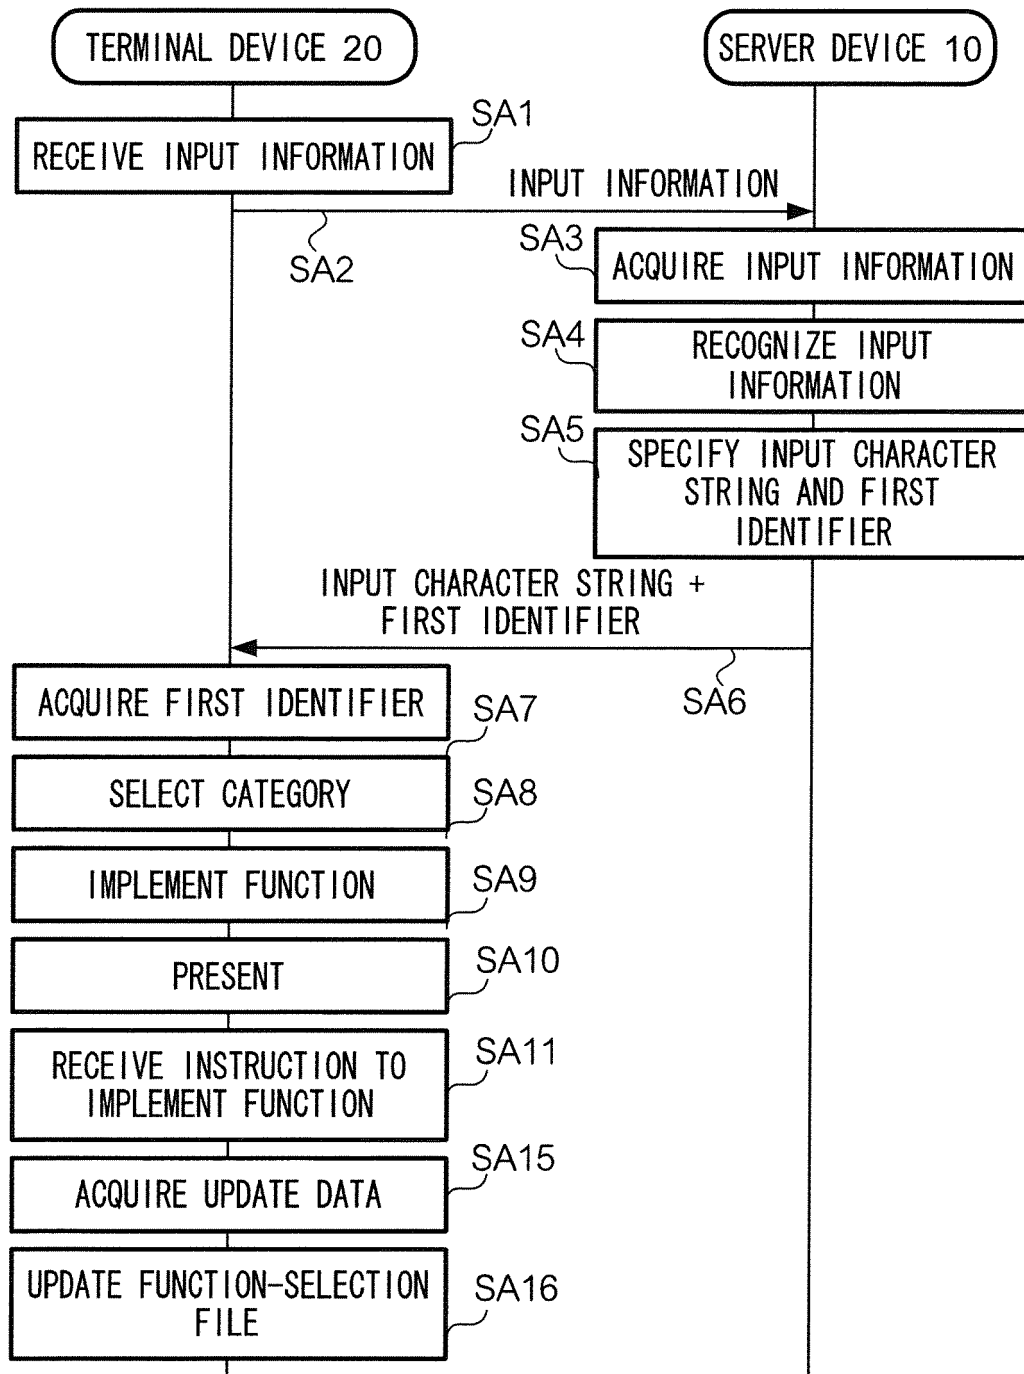 TERMINAL DEVICE 20
SERVER DEVICE 10
SA1
RECEIVE INPUT INFORMATION
INPUT INFORMATION
SA2
SA3
ACQUIRE INPUT INFORMATION
SA4
RECOGNIZE INPUT
INFORMATION
SA5
SPECIFY INPUT CHARACTER
STRING AND FIRST
IDENTIFIER
INPUT CHARACTER STRING +
FIRST IDENTIFIER
SA6
ACQUIRE FIRST IDENTIFIER
SA7
SELECT CATEGORY
SA8
IMPLEMENT FUNCTION
SA9
PRESENT
SA10
RECEIVE INSTRUCTION TO
IMPLEMENT FUNCTION
SA11
ACQUIRE UPDATE DATA
SA15
UPDATE FUNCTION-SELECTION
FILE
SA16